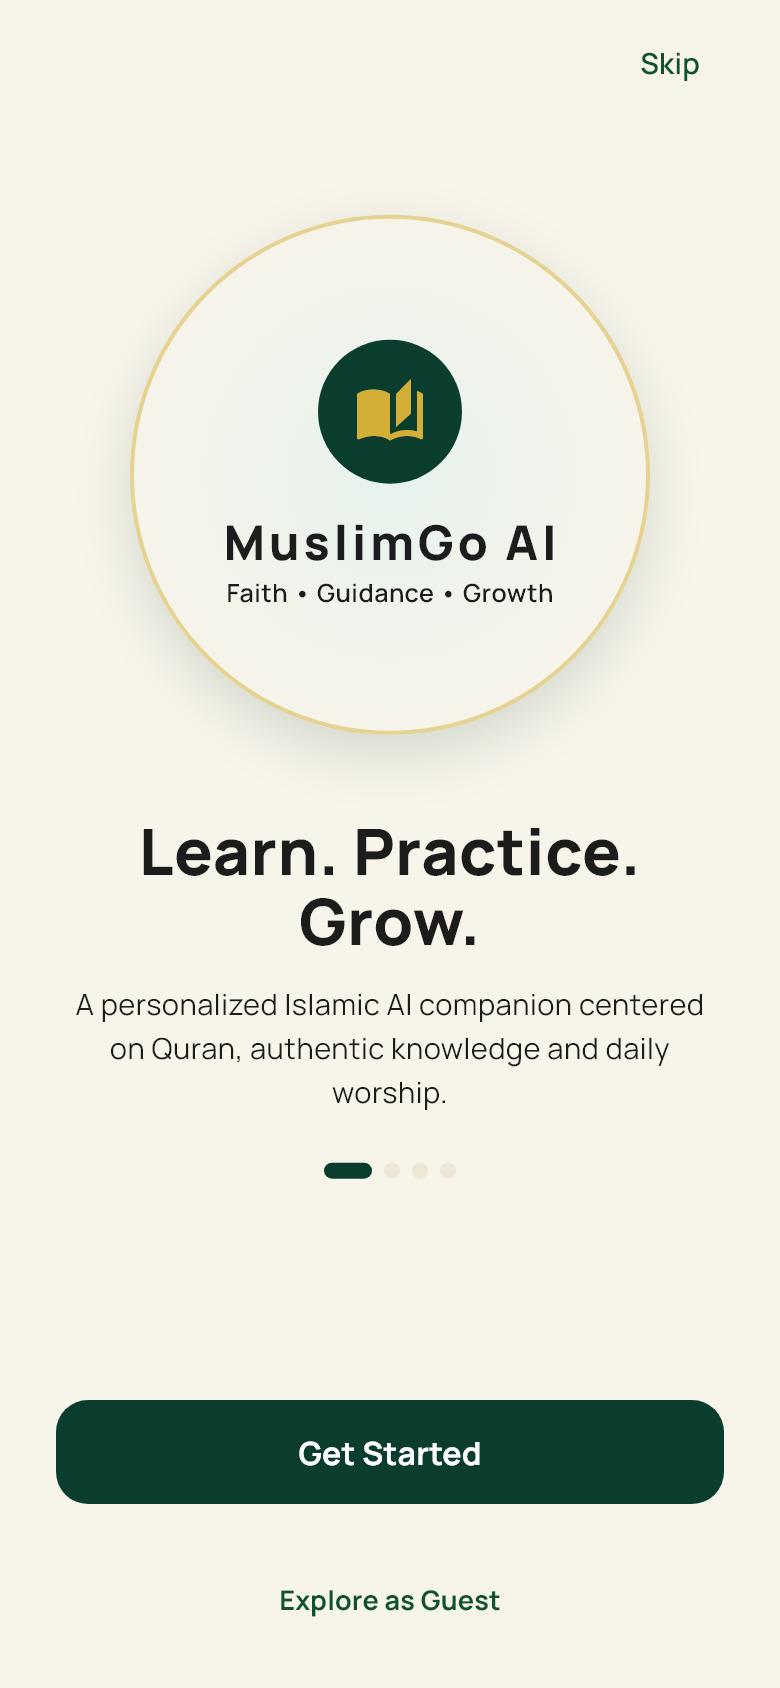 Skip
MuslimGo AI
Faith • Guidance • Growth
Learn. Practice.
Grow.
A personalized Islamic AI companion centered
on Quran, authentic knowledge and daily
worship.
Get Started
Explore as Guest